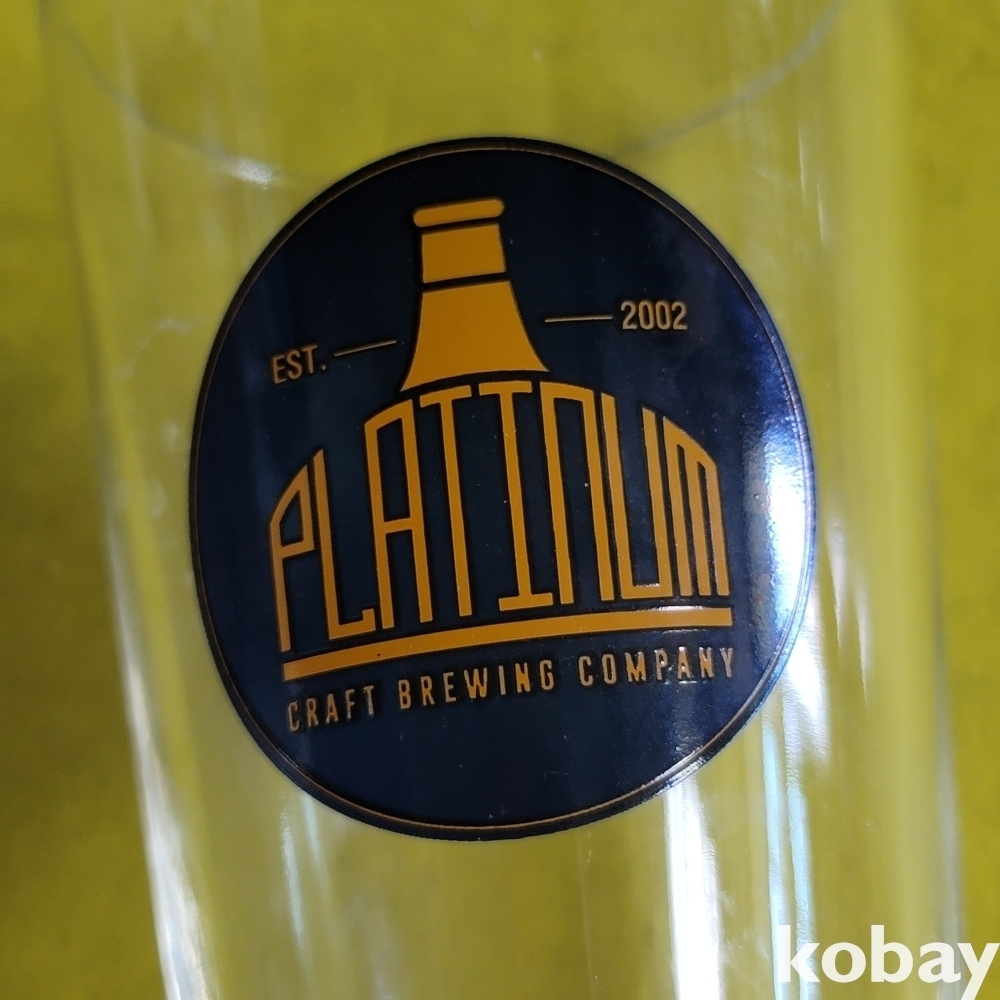 EST. 2002
PLATINUM
CRAFT BREWING COMPANY
kobay